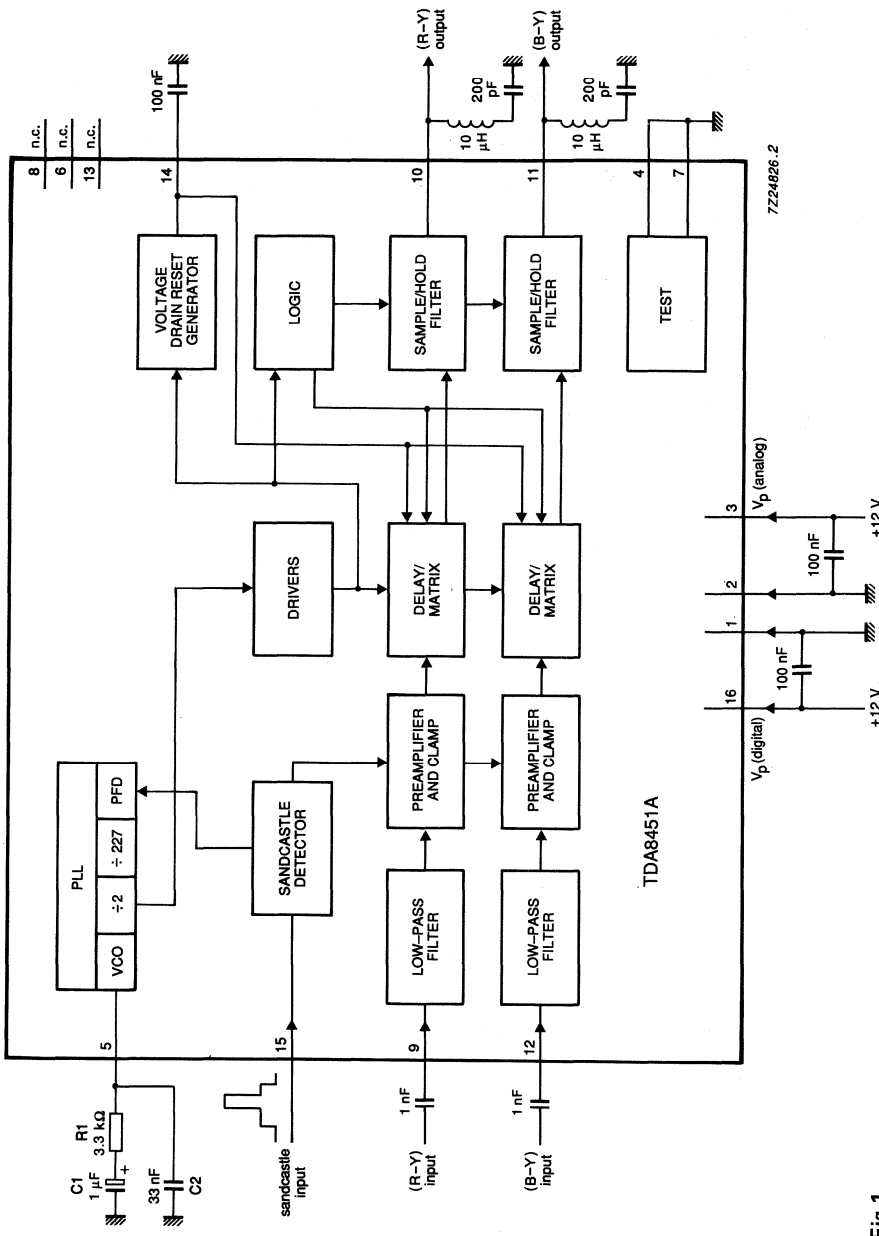 8 n.c.
6 n.c.
13 n.c.
100 nF
14
VOLTAGE
DRAIN RESET
GENERATOR
LOGIC
(R-Y)
output
(B-Y)
output
10
10
µH
200
pF
11
10
µH
200
pF
SAMPLE/HOLD
FILTER
SAMPLE/HOLD
FILTER
4
7
TEST
7Z24826.2
DRIVERS
DELAY/
MATRIX
DELAY/
MATRIX
PLL
VCO
÷2
÷ 227
PFD
SANDCASTLE
DETECTOR
PREAMPLIFIER
AND CLAMP
PREAMPLIFIER
AND CLAMP
LOW-PASS
FILTER
LOW-PASS
FILTER
TDA8451A
5
R1
3.3 kΩ
C1
1 µF
+
33 nF
C2
15
sandcastle
input
9
1 nF
(R-Y)
input
12
1 nF
(B-Y)
input
16
1
2
3
Vp (digital)
Vp (analog)
100 nF
100 nF
+12 V
+12 V
Fig.1